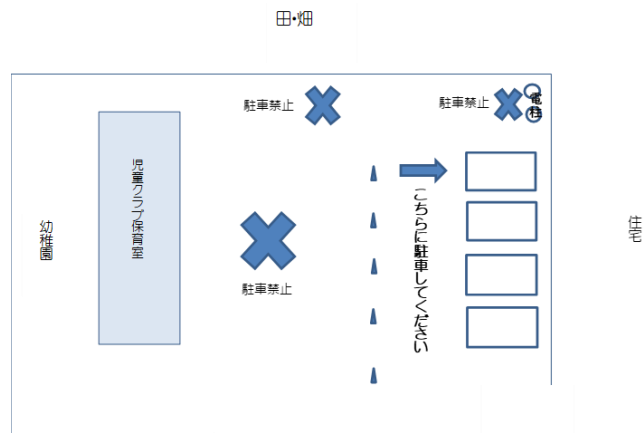 田・畑
駐車禁止
駐車禁止
電柱
児童クラブ保育室
こちらに駐車してください
幼稚園
住宅
駐車禁止